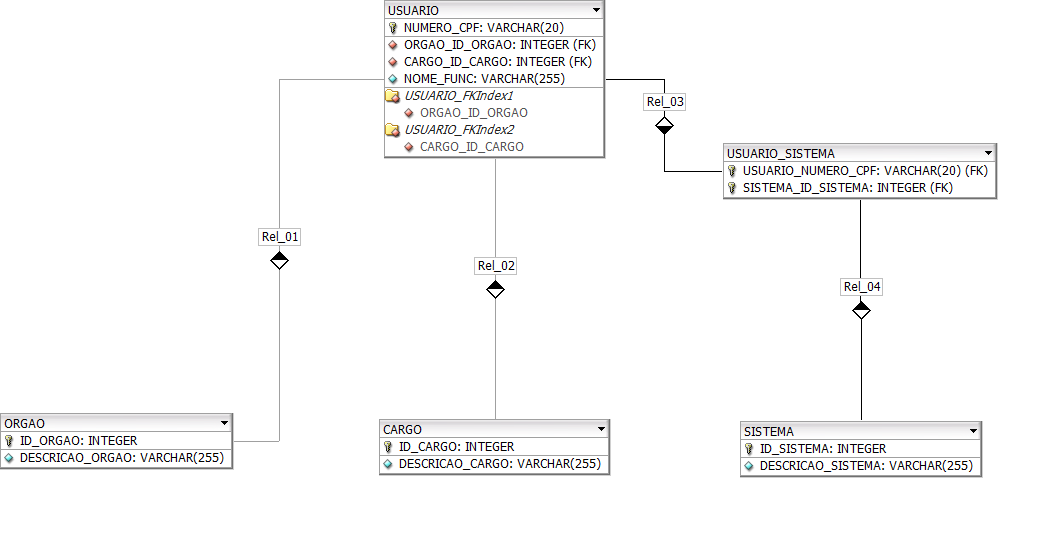 USUARIO
NUMERO_CPF: VARCHAR(20)
ORGAO_ID_ORGAO: INTEGER (FK)
CARGO_ID_CARGO: INTEGER (FK)
NOME_FUNC: VARCHAR(255)
USUARIO_FKIndex1
ORGAO_ID_ORGAO
USUARIO_FKIndex2
CARGO_ID_CARGO
Rel_03
USUARIO_SISTEMA
USUARIO_NUMERO_CPF: VARCHAR(20) (FK)
SISTEMA_ID_SISTEMA: INTEGER (FK)
Rel_01
Rel_02
Rel_04
ORGAO
ID_ORGAO: INTEGER
DESCRICAO_ORGAO: VARCHAR(255)
CARGO
ID_CARGO: INTEGER
DESCRICAO_CARGO: VARCHAR(255)
SISTEMA
ID_SISTEMA: INTEGER
DESCRICAO_SISTEMA: VARCHAR(255)